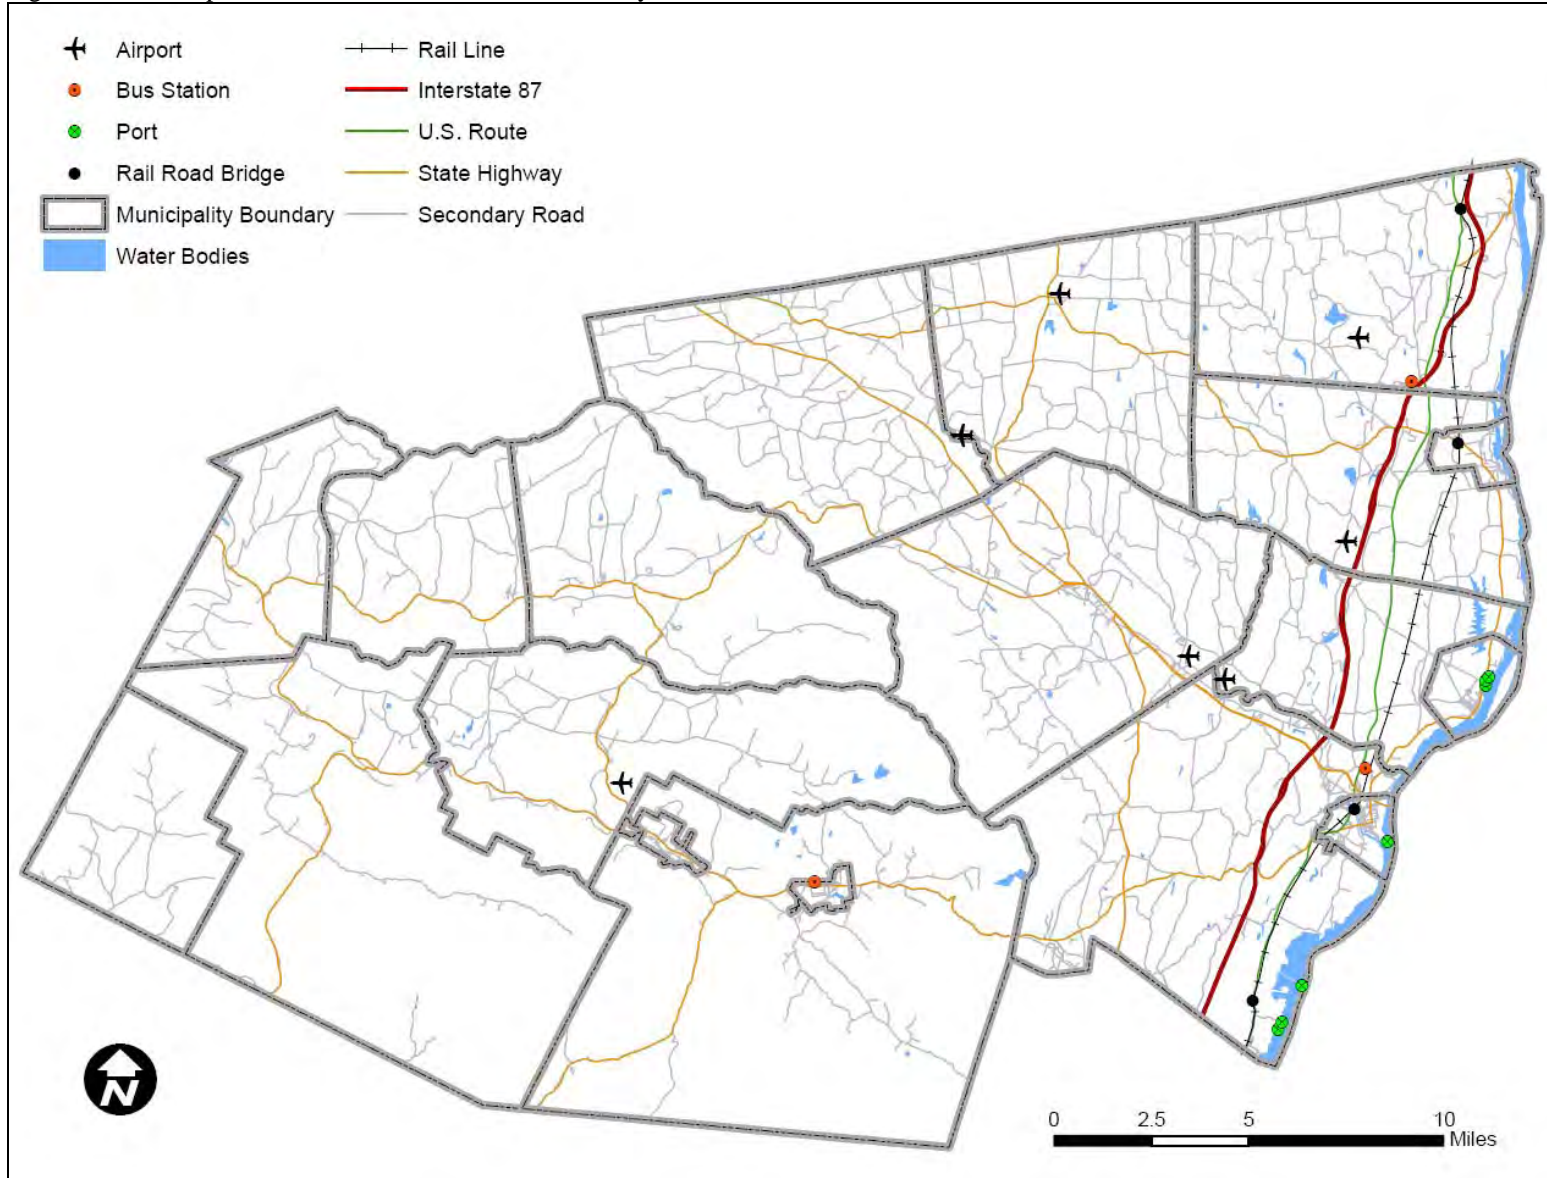 Airport
Bus Station
Port
Rail Road Bridge
Municipality Boundary
Water Bodies
Rail Line
Interstate 87
U.S. Route
State Highway
Secondary Road
N
0 2.5 5 10
Miles